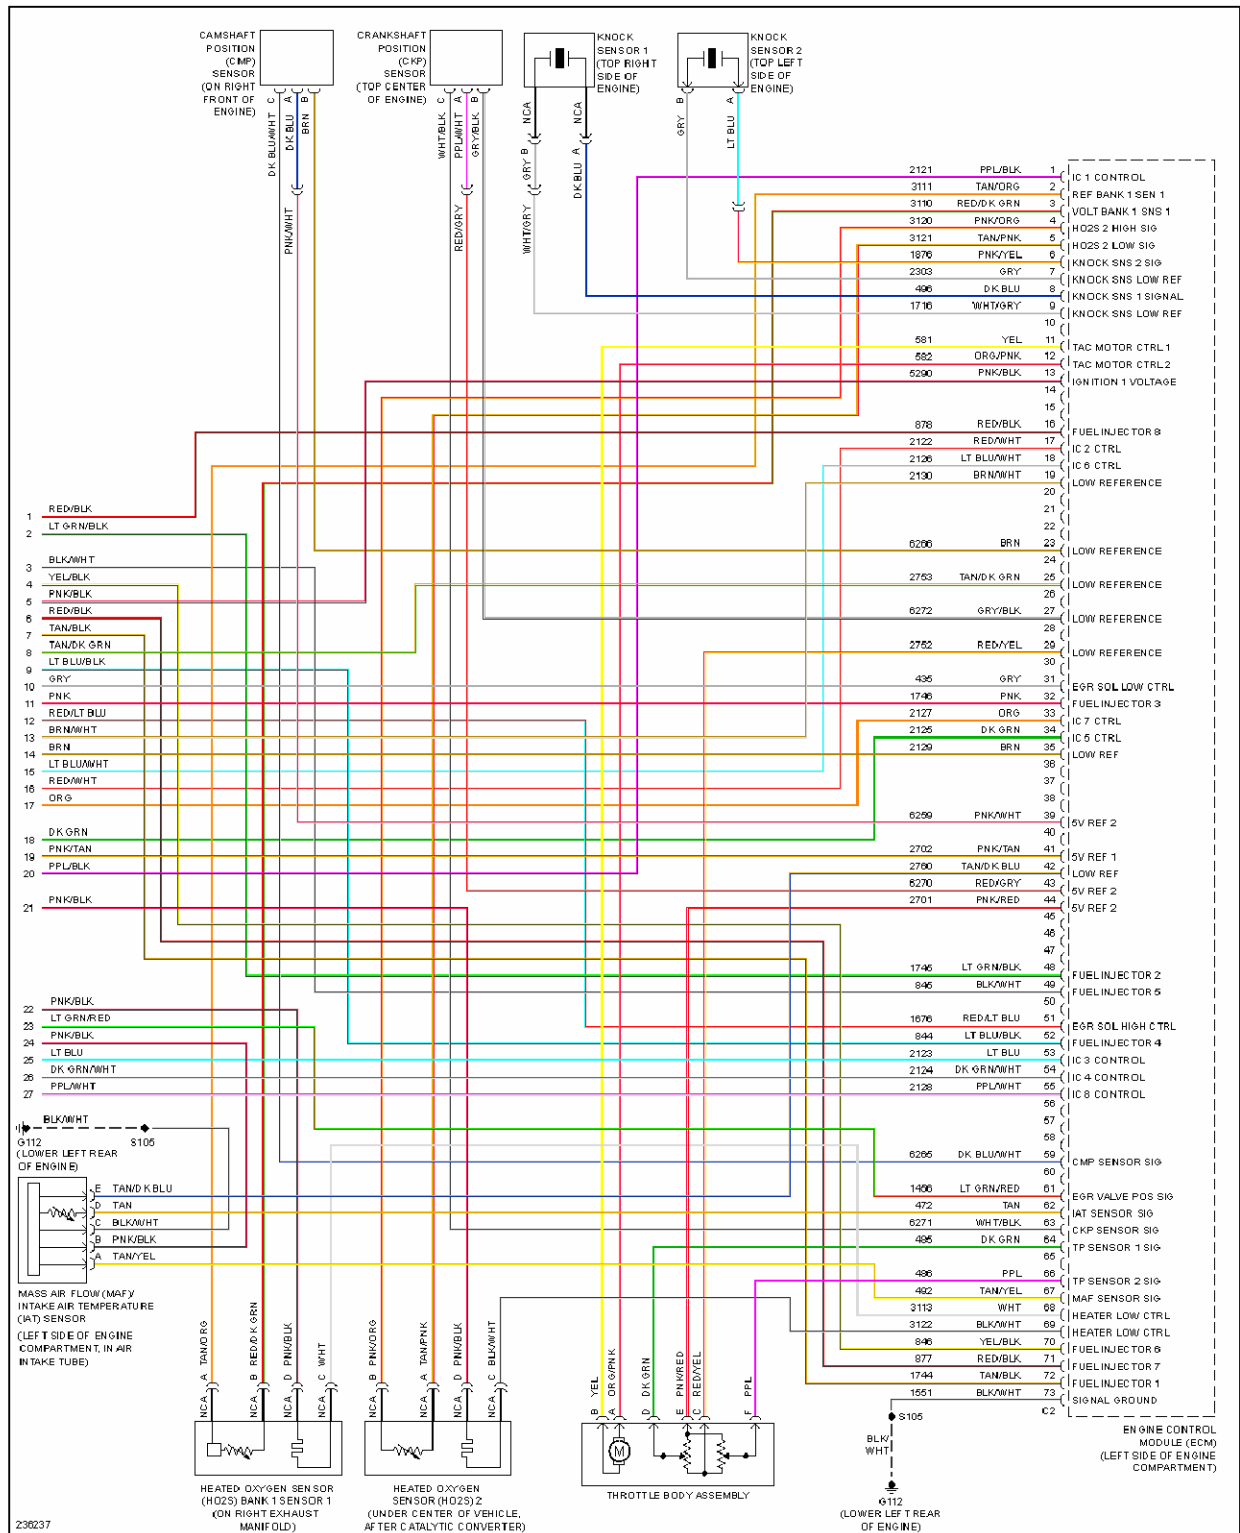 CAMSHAFT
POSITION
(CMP)
SENSOR
(ON RIGHT
FRONT OF
ENGINE)
CRANKSHAFT
POSITION
(CKP)
SENSOR
(TOP CENTER
OF ENGINE)
KNOCK
SENSOR 1
(TOP RIGHT
SIDE OF
ENGINE)
KNOCK
SENSOR 2
(TOP LEFT
SIDE OF
ENGINE)
C A B
DK BLU/WHT
DK BLU
BRN
PNK/WHT
C A B
WHT/BLK
PPL/WHT
GRY/BLK
RED/GRY
NCA NCA
B A
GRY
DK BLU
WHT/GRY
B A
GRY
LT BLU
2121 PPL/BLK 1 IC 1 CONTROL
3111 TAN/ORG 2 REF BANK 1 SEN 1
3110 RED/DK GRN 3 VOLT BANK 1 SNS 1
3120 PNK/ORG 4 HO2S 2 HIGH SIG
3121 TAN/PNK 5 HO2S 2 LOW SIG
1876 PNK/YEL 6 KNOCK SNS 2 SIG
2303 GRY 7 KNOCK SNS LOW REF
496 DK BLU 8 KNOCK SNS 1 SIGNAL
1716 WHT/GRY 9 KNOCK SNS LOW REF
10
581 YEL 11 TAC MOTOR CTRL 1
582 ORG/PNK 12 TAC MOTOR CTRL 2
5290 PNK/BLK 13 IGNITION 1 VOLTAGE
14
15
878 RED/BLK 16 FUEL INJECTOR 8
2122 RED/WHT 17 IC 2 CTRL
2126 LT BLU/WHT 18 IC 6 CTRL
2130 BRN/WHT 19 LOW REFERENCE
20
21
22
6266 BRN 23 LOW REFERENCE
24
2753 TAN/DK GRN 25 LOW REFERENCE
26
6272 GRY/BLK 27 LOW REFERENCE
28
2752 RED/YEL 29 LOW REFERENCE
30
435 GRY 31 EGR SOL LOW CTRL
1746 PNK 32 FUEL INJECTOR 3
2127 ORG 33 IC 7 CTRL
2125 DK GRN 34 IC 5 CTRL
2129 BRN 35 LOW REF
36
37
38
6259 PNK/WHT 39 5V REF 2
40
2702 PNK/TAN 41 5V REF 1
2760 TAN/DK BLU 42 LOW REF
6270 RED/GRY 43 5V REF 2
2701 PNK/RED 44 5V REF 2
45
46
47
1745 LT GRN/BLK 48 FUEL INJECTOR 2
845 BLK/WHT 49 FUEL INJECTOR 5
50
1676 RED/LT BLU 51 EGR SOL HIGH CTRL
844 LT BLU/BLK 52 FUEL INJECTOR 4
2123 LT BLU 53 IC 3 CONTROL
2124 DK GRN/WHT 54 IC 4 CONTROL
2128 PPL/WHT 55 IC 8 CONTROL
56
57
58
6265 DK BLU/WHT 59 CMP SENSOR SIG
60
1456 LT GRN/RED 61 EGR VALVE POS SIG
472 TAN 62 IAT SENSOR SIG
6271 WHT/BLK 63 CKP SENSOR SIG
485 DK GRN 64 TP SENSOR 1 SIG
65
486 PPL 66 TP SENSOR 2 SIG
492 TAN/YEL 67 MAF SENSOR SIG
3113 WHT 68 HEATER LOW CTRL
3122 BLK/WHT 69 HEATER LOW CTRL
846 YEL/BLK 70 FUEL INJECTOR 6
877 RED/BLK 71 FUEL INJECTOR 7
1744 TAN/BLK 72 FUEL INJECTOR 1
1551 BLK/WHT 73 SIGNAL GROUND
C2
ENGINE CONTROL
MODULE (ECM)
(LEFT SIDE OF ENGINE
COMPARTMENT)
1 RED/BLK
2 LT GRN/BLK
3 BLK/WHT
4 YEL/BLK
5 PNK/BLK
6 RED/BLK
7 TAN/BLK
8 TAN/DK GRN
9 LT BLU/BLK
10 GRY
11 PNK
12 RED/LT BLU
13 BRN/WHT
14 BRN
15 LT BLU/WHT
16 RED/WHT
17 ORG
18 DK GRN
19 PNK/TAN
20 PPL/BLK
21 PNK/BLK
22 PNK/BLK
23 LT GRN/RED
24 PNK/BLK
25 LT BLU
26 DK GRN/WHT
27 PPL/WHT
BLK/WHT
G112 S105
(LOWER LEFT REAR
OF ENGINE)
E TAN/DK BLU
D TAN
C BLK/WHT
B PNK/BLK
A TAN/YEL
MASS AIR FLOW (MAF)/
INTAKE AIR TEMPERATURE
(IAT) SENSOR
(LEFT SIDE OF ENGINE
COMPARTMENT, IN AIR
INTAKE TUBE)
NCA A TAN/ORG
NCA B RED/DK GRN
NCA D PNK/BLK
NCA C WHT
HEATED OXYGEN SENSOR
(HO2S) BANK 1 SENSOR 1
(ON RIGHT EXHAUST
MANIFOLD)
NCA B PNK/ORG
NCA A TAN/PNK
NCA D PNK/BLK
NCA C BLK/WHT
HEATED OXYGEN
SENSOR (HO2S) 2
(UNDER CENTER OF VEHICLE,
AFTER CATALYTIC CONVERTER)
B YEL
A ORG/PNK
D DK GRN
E PNK/RED
C RED/YEL
F PPL
M
THROTTLE BODY ASSEMBLY
S105
BLK/
WHT
G112
(LOWER LEFT REAR
OF ENGINE)
236237